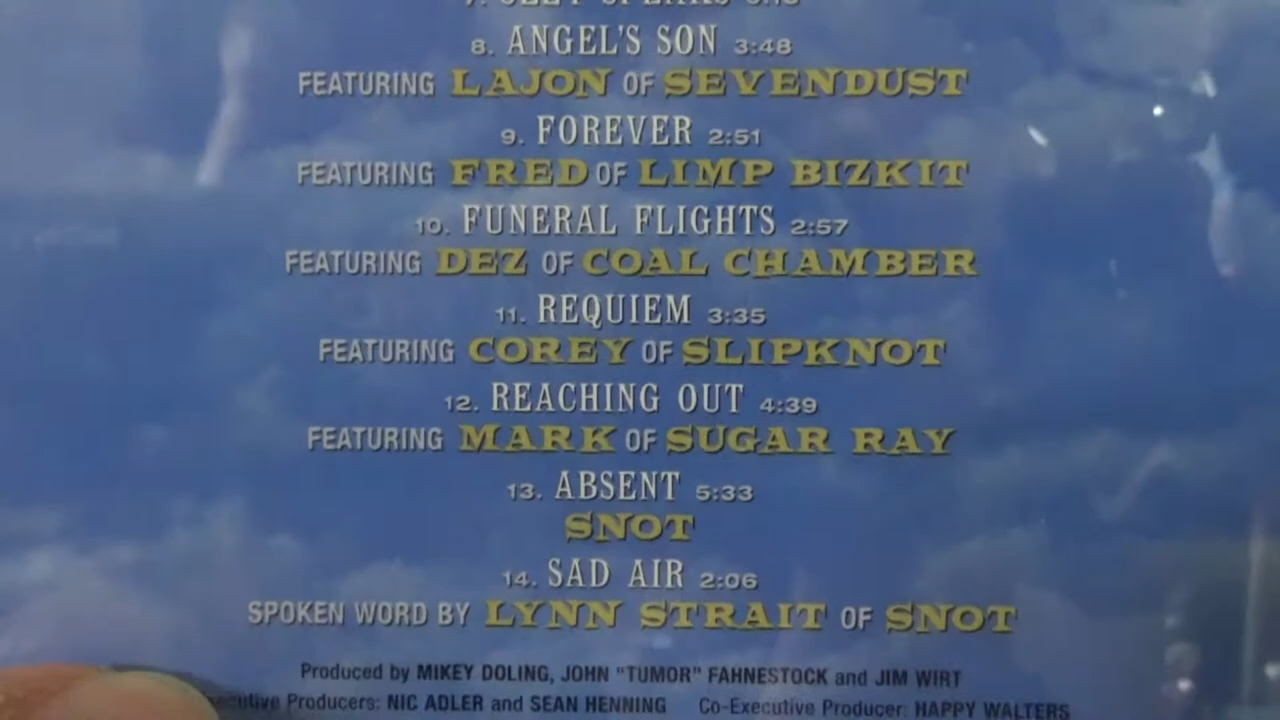 8. ANGEL'S SON 3:48
FEATURING LAJON OF SEVENDUST
9. FOREVER 2:51
FEATURING FRED OF LIMP BIZKIT
10. FUNERAL FLIGHTS 2:57
FEATURING DEZ OF COAL CHAMBER
11. REQUIEM 3:35
FEATURING COREY OF SLIPKNOT
12. REACHING OUT 4:39
FEATURING MARK OF SUGAR RAY
13. ABSENT 5:33
SNOT
14. SAD AIR 2:06
SPOKEN WORD BY LYNN STRAIT OF SNOT
Produced by MIKEY DOLING, JOHN "TUMOR" FAHNESTOCK and JIM WIRT
Producers: NIC ADLER and SEAN HENNING Co-Executive Producer: HAPPY WALTERS